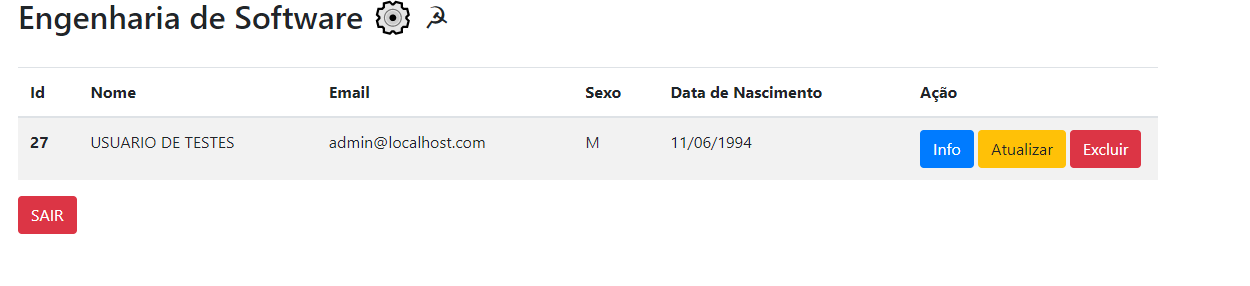 Engenharia de Software ⚙ ☭
Id Nome Email Sexo Data de Nascimento Ação
27 USUARIO DE TESTES admin@localhost.com M 11/06/1994 Info Atualizar Excluir
SAIR